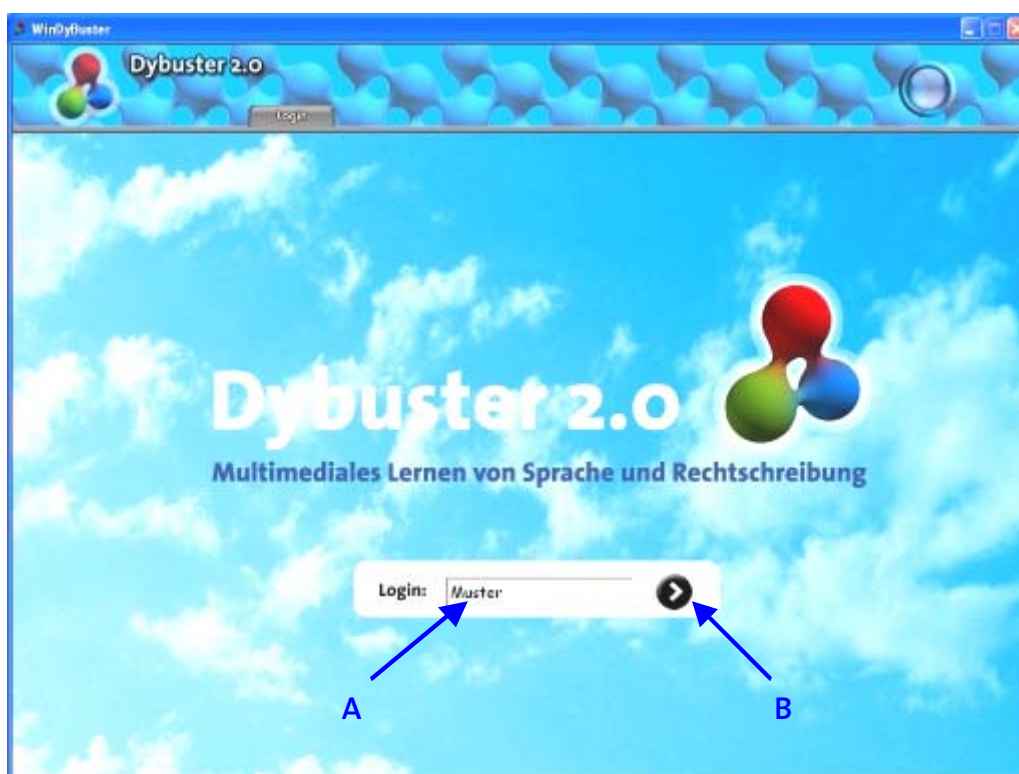 WinDyBuster
Dybuster 2.0
Login
Dybuster 2.0
Multimediales Lernen von Sprache und Rechtschreibung
Login: Muster
A B